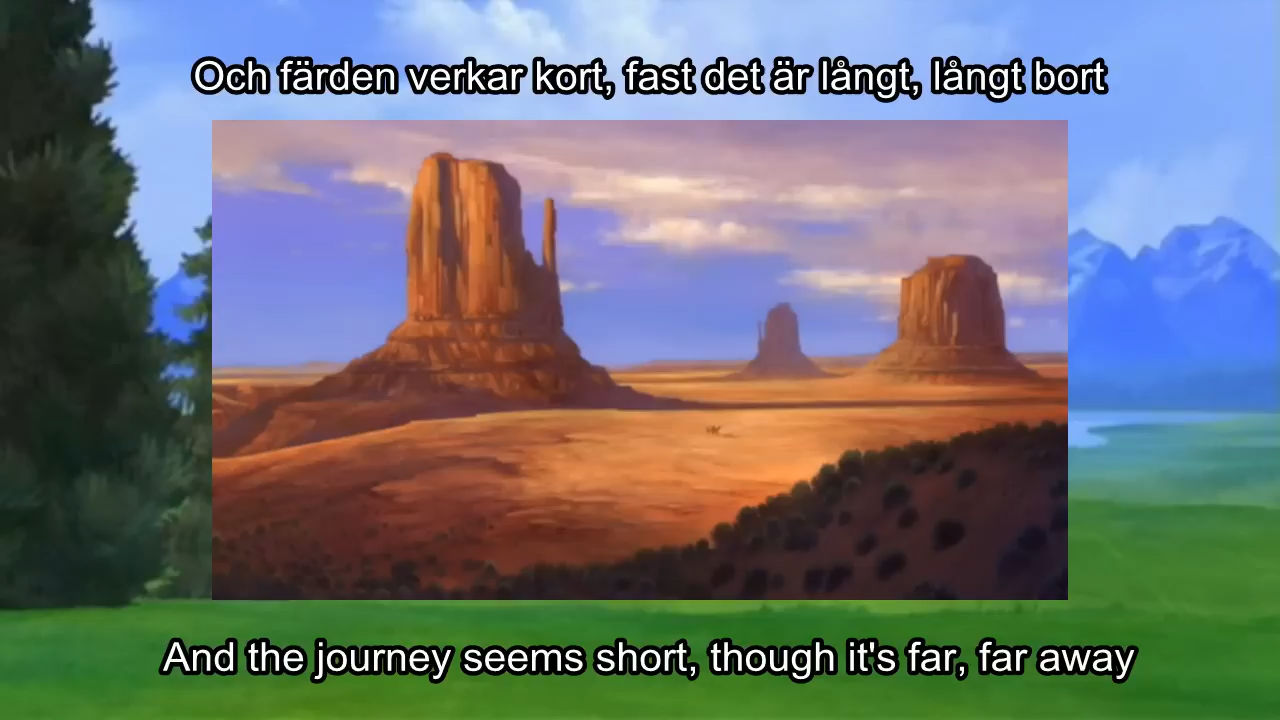 Och färden verkar kort, fast det är långt, långt bort
And the journey seems short, though it's far, far away